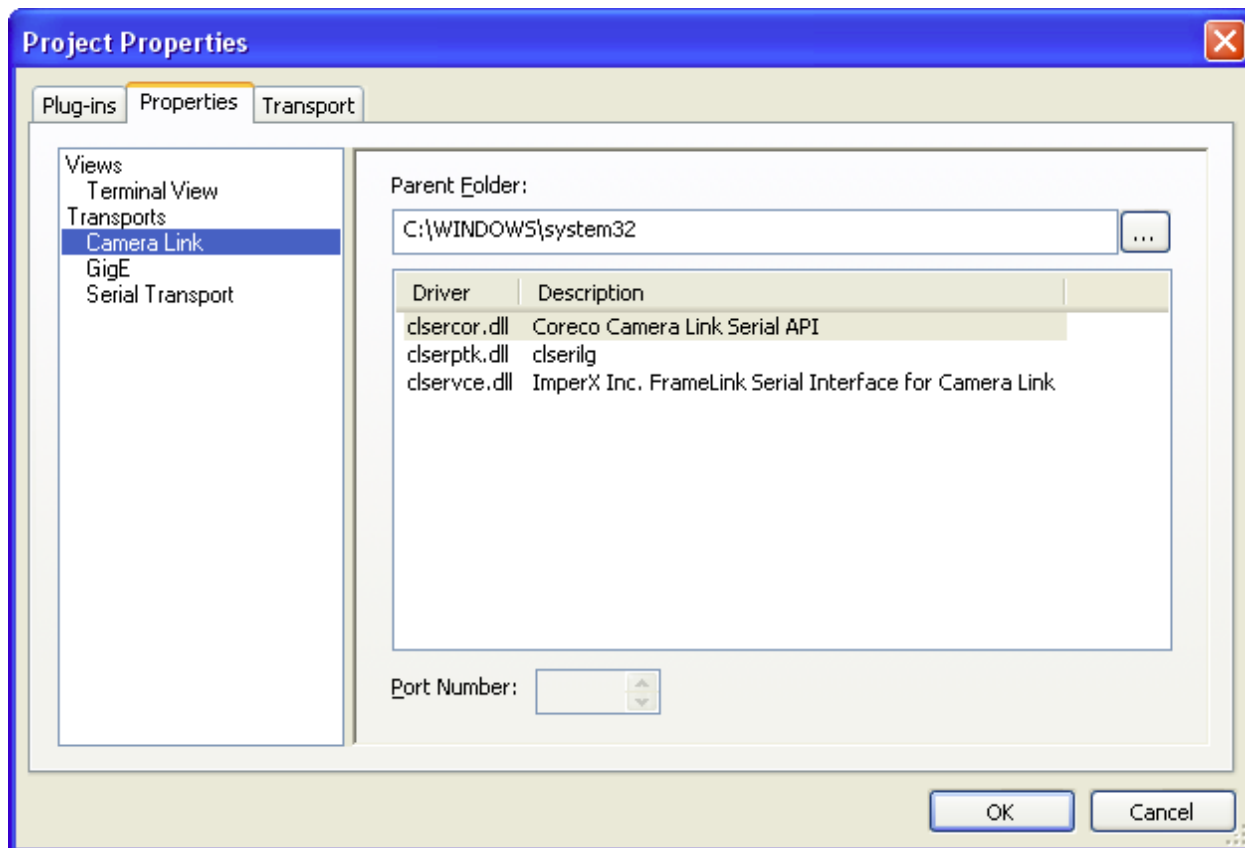 Project Properties
Plug-ins Properties Transport
Views
Terminal View
Transports
Camera Link
GigE
Serial Transport
Parent Folder:
C:\WINDOWS\system32
...
Driver Description
clsercor.dll Coreco Camera Link Serial API
clserptk.dll clserilg
clservce.dll ImperX Inc. FrameLink Serial Interface for Camera Link
Port Number:
OK Cancel